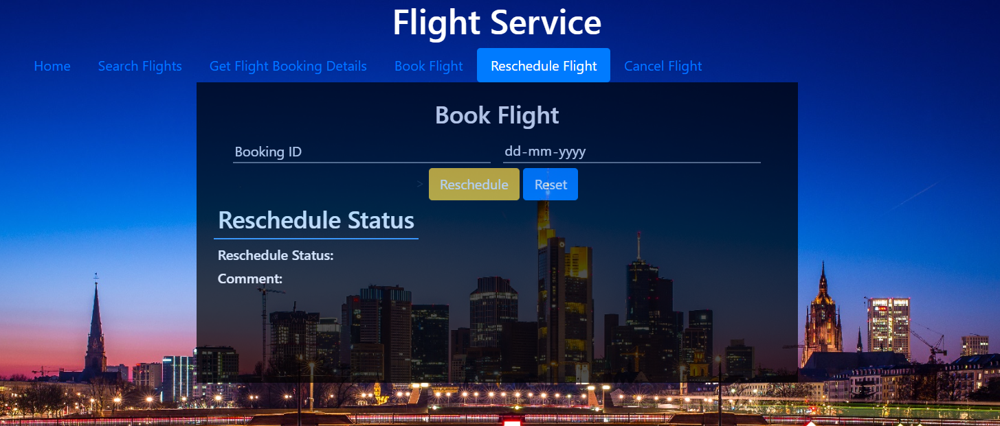 Flight Service
Home Search Flights Get Flight Booking Details Book Flight Reschedule Flight Cancel Flight
Book Flight
Booking ID dd-mm-yyyy
> Reschedule Reset
Reschedule Status
Reschedule Status:
Comment: